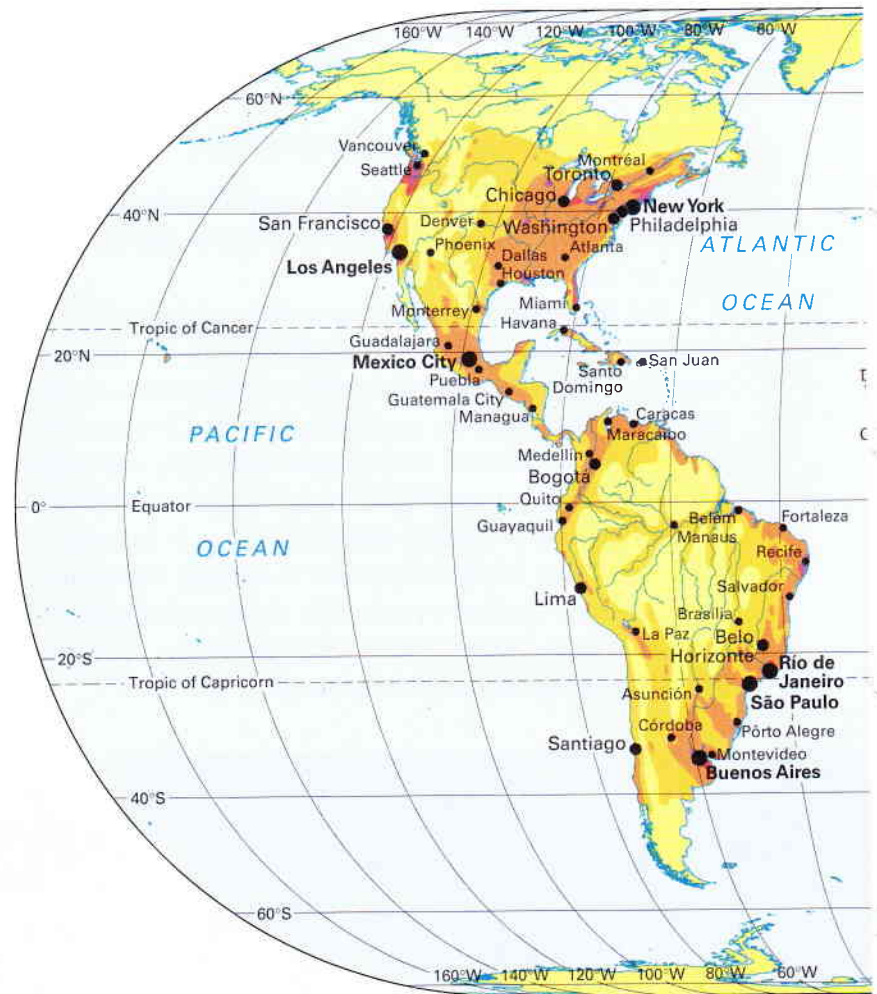 160°W 140°W 120°W 100°W 80°W 60°W
60°N
Vancouver
Seattle
Montréal
Toronto
Chicago
40°N
New York
San Francisco
Denver
Washington
Philadelphia
ATLANTIC
Phoenix
Atlanta
Los Angeles
Dallas
Houston
OCEAN
Monterrey
Miami
Tropic of Cancer
Havana
Guadalajara
20°N
Mexico City
San Juan
Puebla
Santo
Domingo
Guatemala City
Managua
Caracas
PACIFIC
Maracaibo
Medellín
Bogotá
Quito
0°
Equator
Guayaquil
Belém
Fortaleza
Manaus
OCEAN
Recife
Salvador
Lima
Brasília
La Paz
Belo
Horizonte
20°S
Río de
Janeiro
Tropic of Capricorn
Asunción
São Paulo
Córdoba
Pôrto Alegre
Santiago
Montevideo
Buenos Aires
40°S
60°S
160°W 140°W 120°W 100°W 80°W 60°W